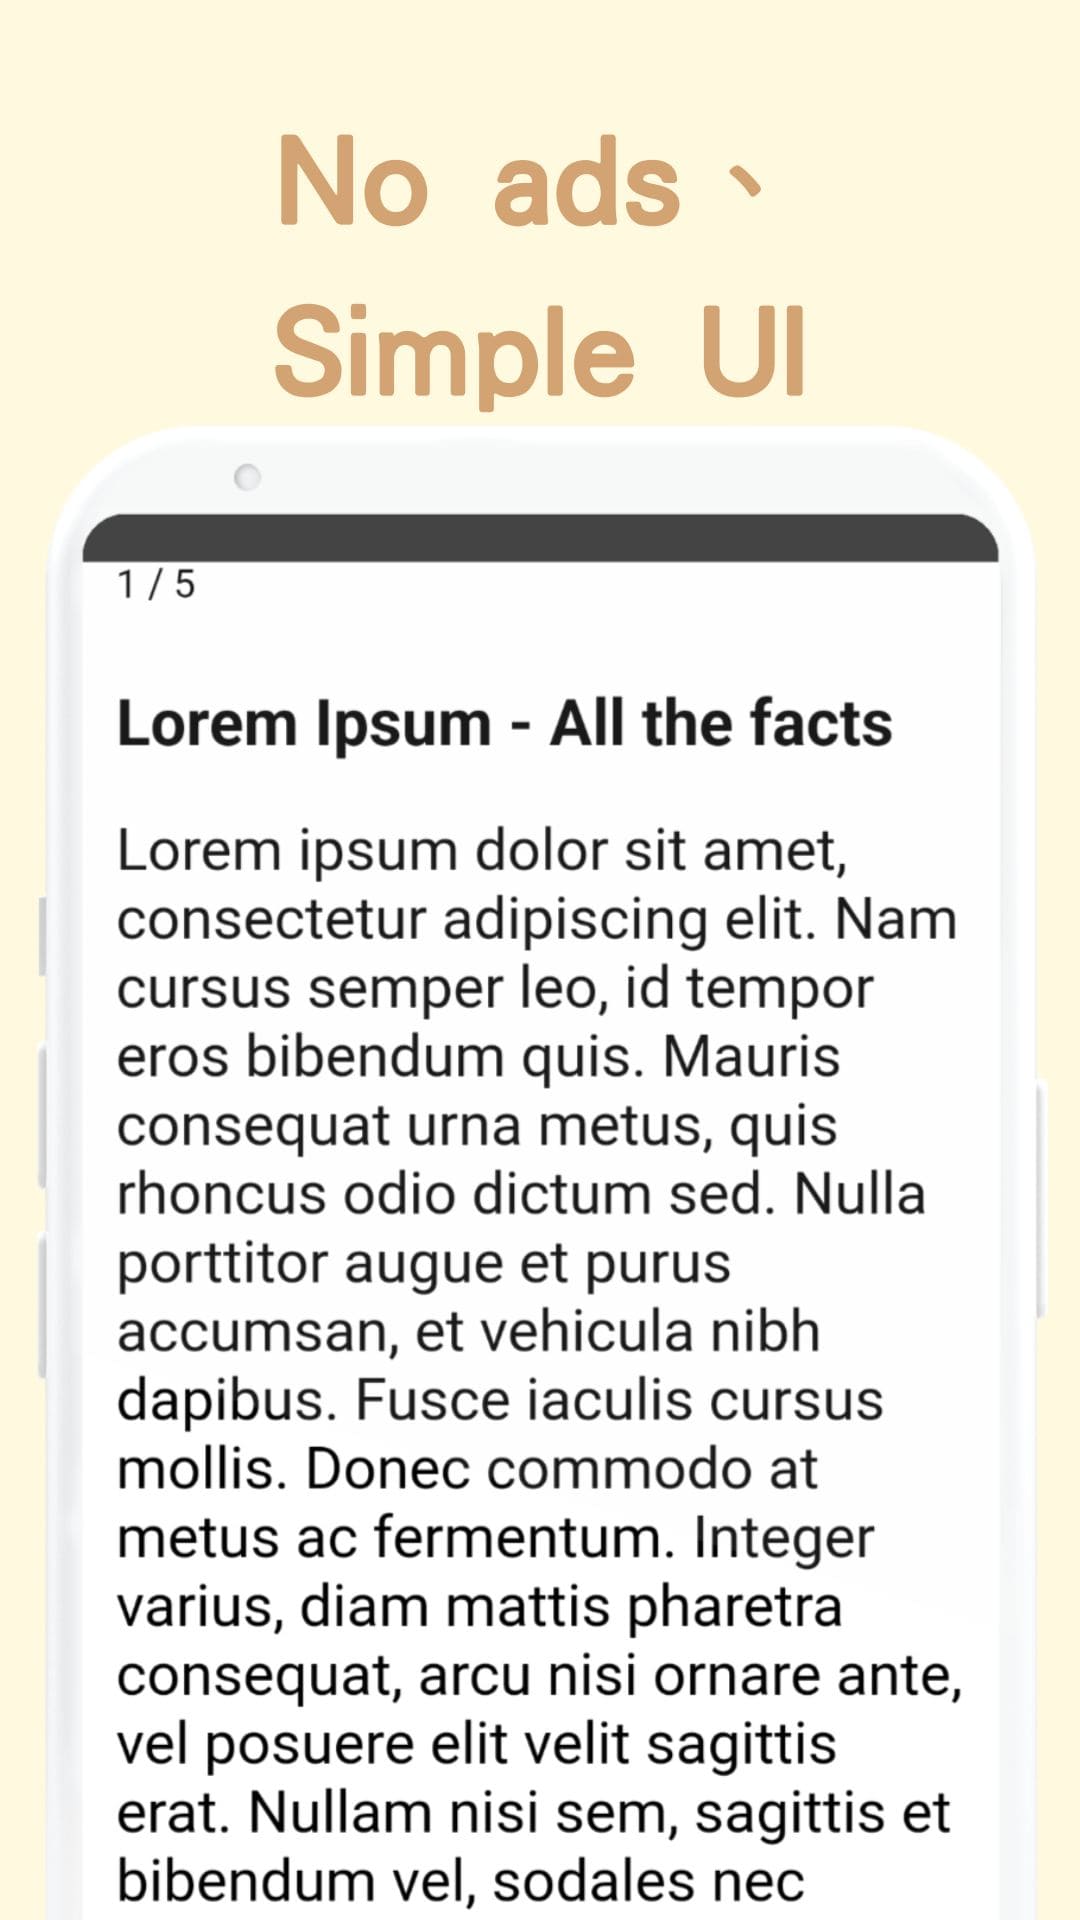 No ads、
Simple UI
1 / 5
Lorem Ipsum - All the facts
Lorem ipsum dolor sit amet,
consectetur adipiscing elit. Nam
cursus semper leo, id tempor
eros bibendum quis. Mauris
consequat urna metus, quis
rhoncus odio dictum sed. Nulla
porttitor augue et purus
accumsan, et vehicula nibh
dapibus. Fusce iaculis cursus
mollis. Donec commodo at
metus ac fermentum. Integer
varius, diam mattis pharetra
consequat, arcu nisi ornare ante,
vel posuere elit velit sagittis
erat. Nullam nisi sem, sagittis et
bibendum vel, sodales nec